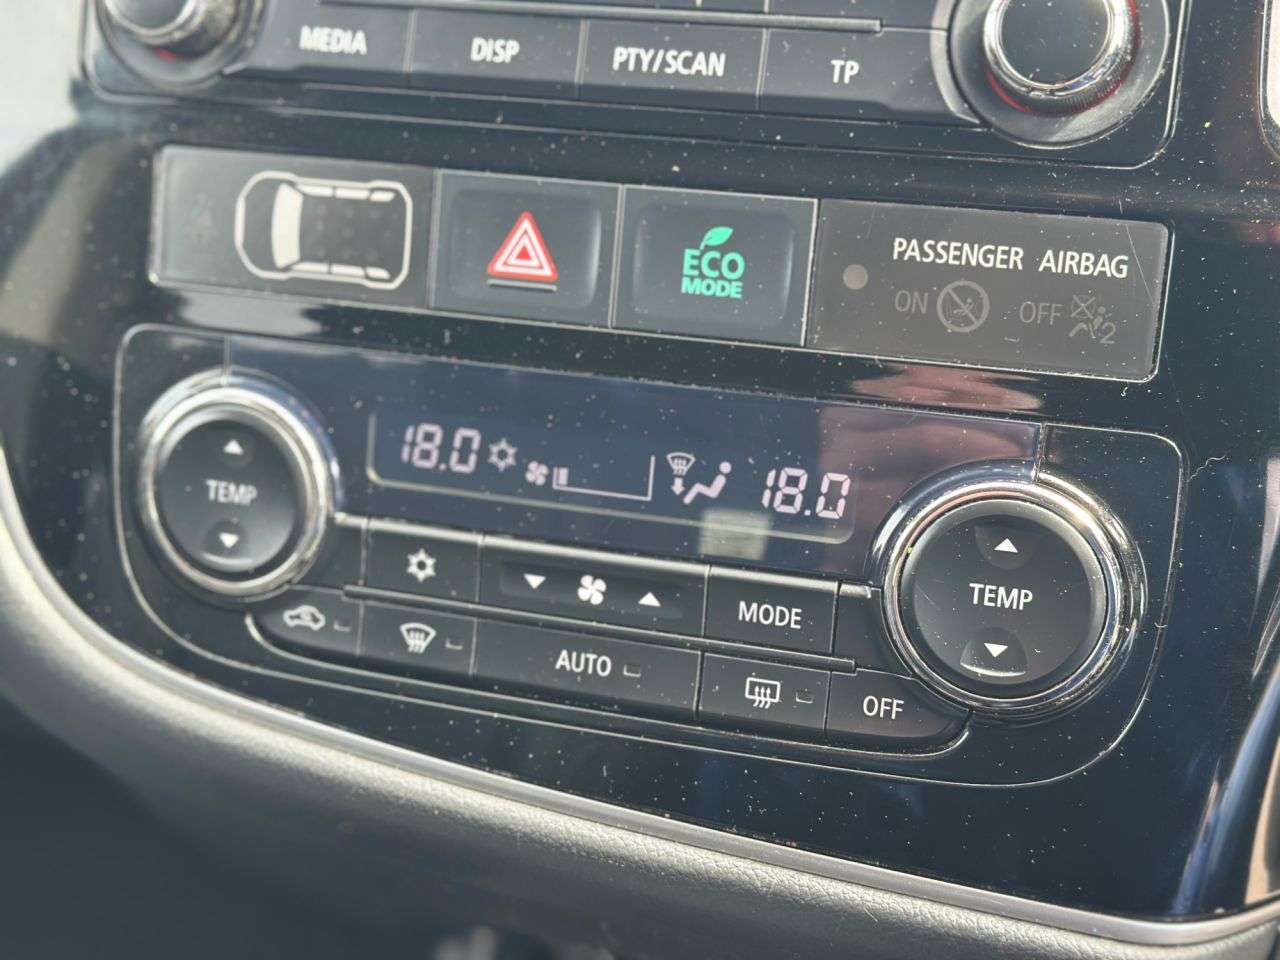 MEDIA DISP PTY/SCAN TP
ECO
MODE
PASSENGER AIRBAG
ON OFF 2
18.0 18.0
TEMP
TEMP
MODE
AUTO
OFF